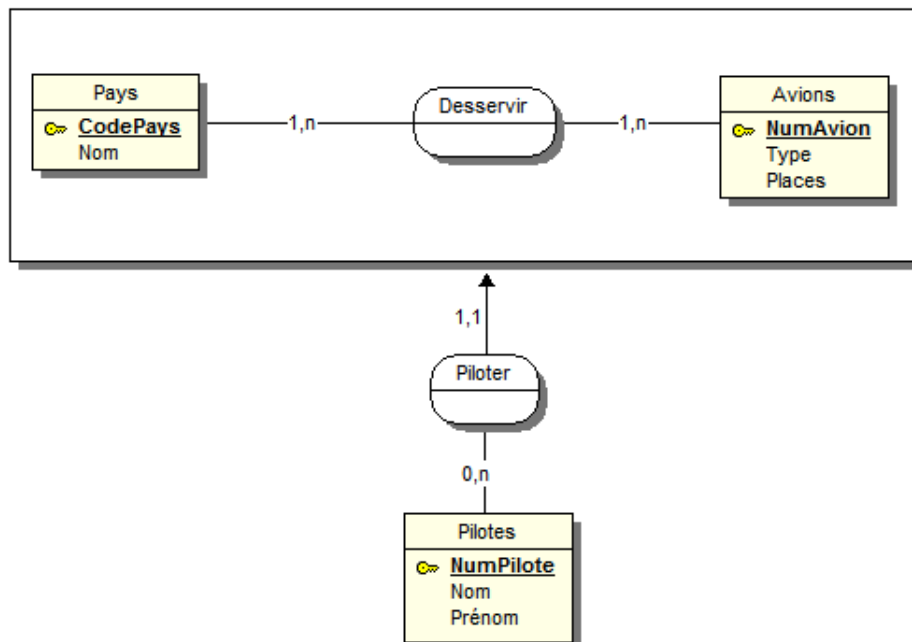 Pays
CodePays
Nom
1,n
Desservir
1,n
Avions
NumAvion
Type
Places
1,1
Piloter
0,n
Pilotes
NumPilote
Nom
Prénom